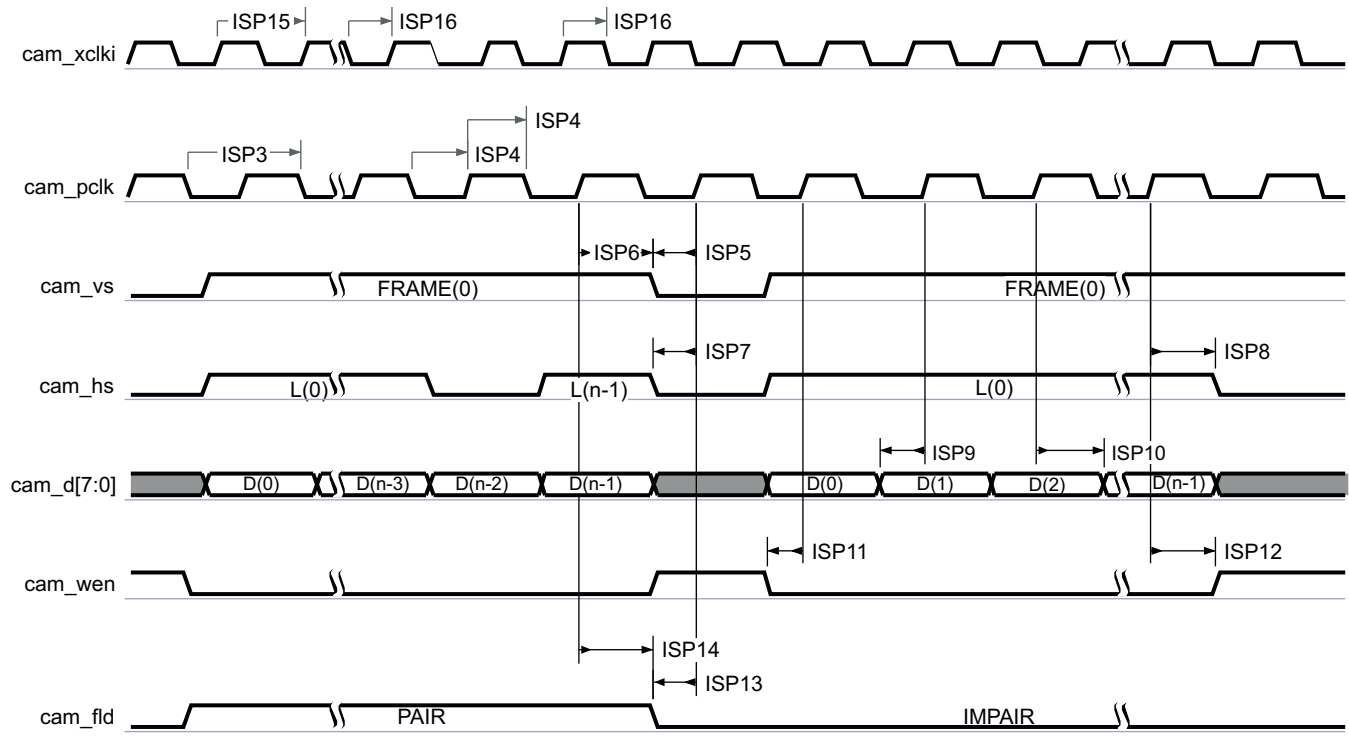 ISP15 ISP16 ISP16
cam_xclki
ISP4
ISP3 ISP4
cam_pclk
ISP6 ISP5
cam_vs FRAME(0) FRAME(0)
ISP7 ISP8
cam_hs L(0) L(n-1) L(0)
ISP9 ISP10
cam_d[7:0] D(0) D(n-3) D(n-2) D(n-1) D(0) D(1) D(2) D(n-1)
ISP11 ISP12
cam_wen
ISP14
ISP13
cam_fld PAIR IMPAIR